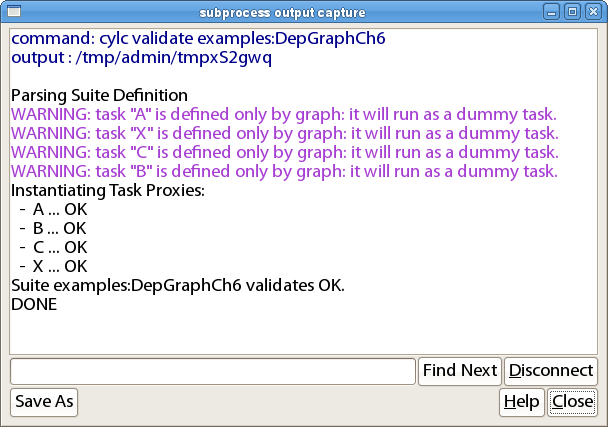 subprocess output capture
command: cylc validate examples:DepGraphCh6
output : /tmp/admin/tmpxS2gwq
Parsing Suite Definition
WARNING: task "A" is defined only by graph: it will run as a dummy task.
WARNING: task "X" is defined only by graph: it will run as a dummy task.
WARNING: task "C" is defined only by graph: it will run as a dummy task.
WARNING: task "B" is defined only by graph: it will run as a dummy task.
Instantiating Task Proxies:
- A ... OK
- B ... OK
- C ... OK
- X ... OK
Suite examples:DepGraphCh6 validates OK.
DONE
Find Next Disconnect
Save As Help Close